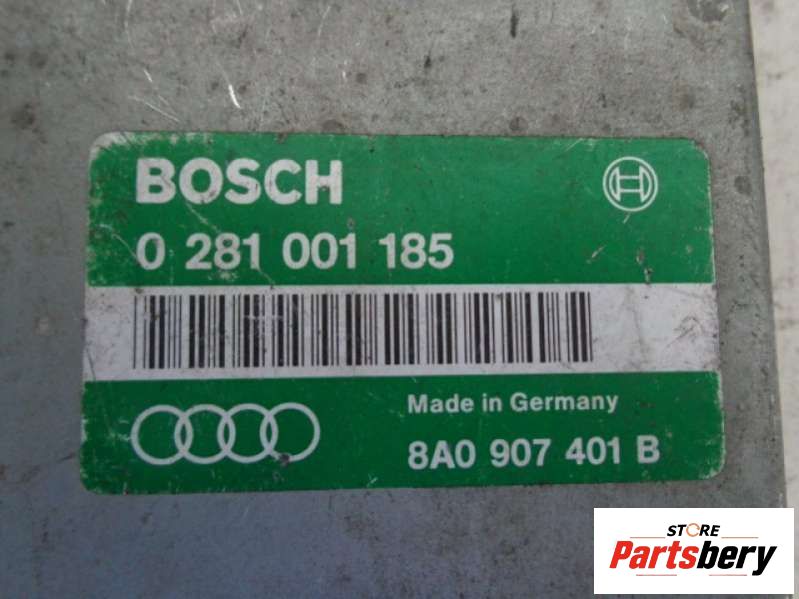 BOSCH
0 281 001 185
Made in Germany
8A0 907 401 B
STORE
Partsbery